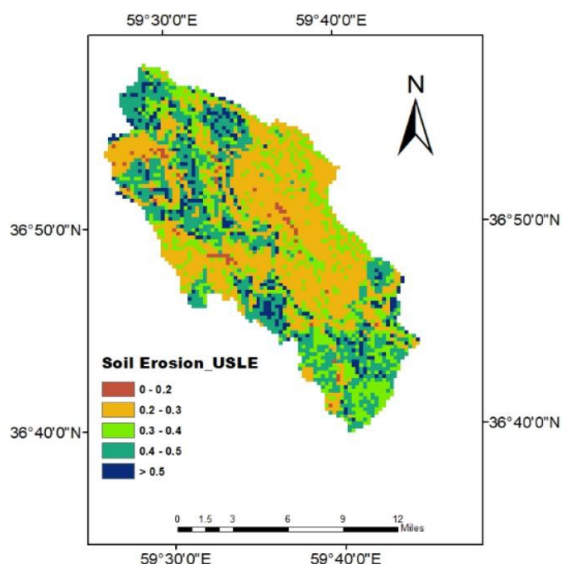 59°30'0"E 59°40'0"E
N
36°50'0"N 36°50'0"N
Soil Erosion_USLE
0 - 0.2
0.2 - 0.3
0.3 - 0.4
0.4 - 0.5
> 0.5
36°40'0"N 36°40'0"N
0 1.5 3 6 9 12
Miles
59°30'0"E 59°40'0"E